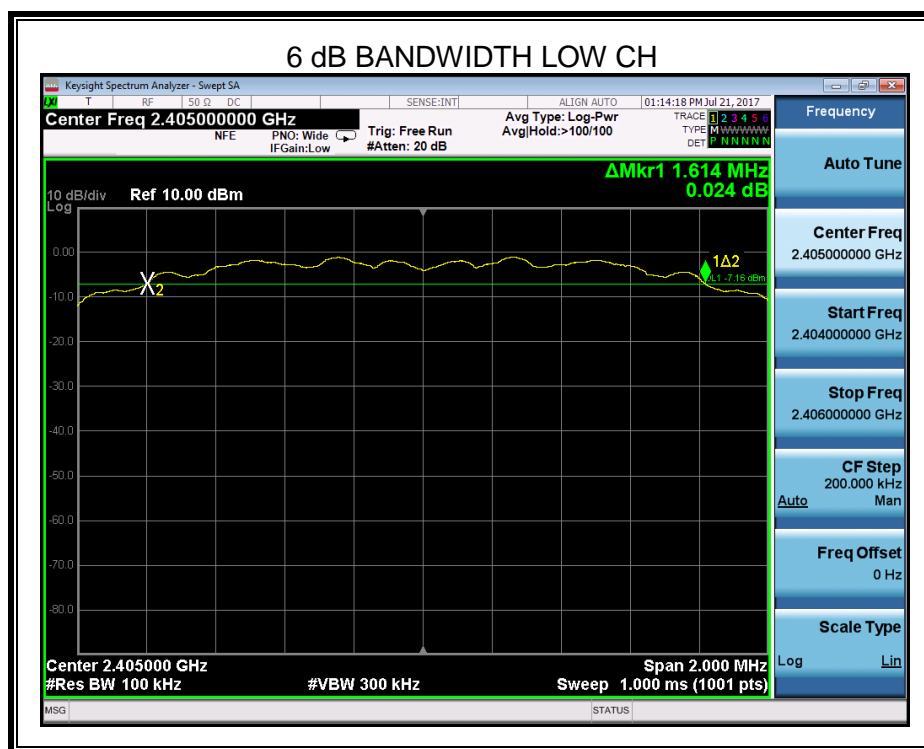 6 dB BANDWIDTH LOW CH
Keysight Spectrum Analyzer - Swept SA
LXI T RF 50 Ω DC SENSE:INT ALIGN AUTO 01:14:18 PM Jul 21, 2017
Center Freq 2.405000000 GHz
NFE
PNO: Wide
IFGain:Low
Trig: Free Run
#Atten: 20 dB
Avg Type: Log-Pwr
Avg|Hold:>100/100
TRACE 1 2 3 4 5 6
TYPE M WWWWW
DET P N N N N N
ΔMkr1 1.614 MHz
0.024 dB
10 dB/div
Log
Ref 10.00 dBm
0.00
-10.0
-20.0
-30.0
-40.0
-50.0
-60.0
-70.0
-80.0
X2
1Δ2
DL1 -7.16 dBm
Center 2.405000 GHz
Span 2.000 MHz
#Res BW 100 kHz
#VBW 300 kHz
Sweep 1.000 ms (1001 pts)
MSG
STATUS
Frequency
Auto Tune
Center Freq
2.405000000 GHz
Start Freq
2.404000000 GHz
Stop Freq
2.406000000 GHz
CF Step
200.000 kHz
Auto Man
Freq Offset
0 Hz
Scale Type
Log Lin